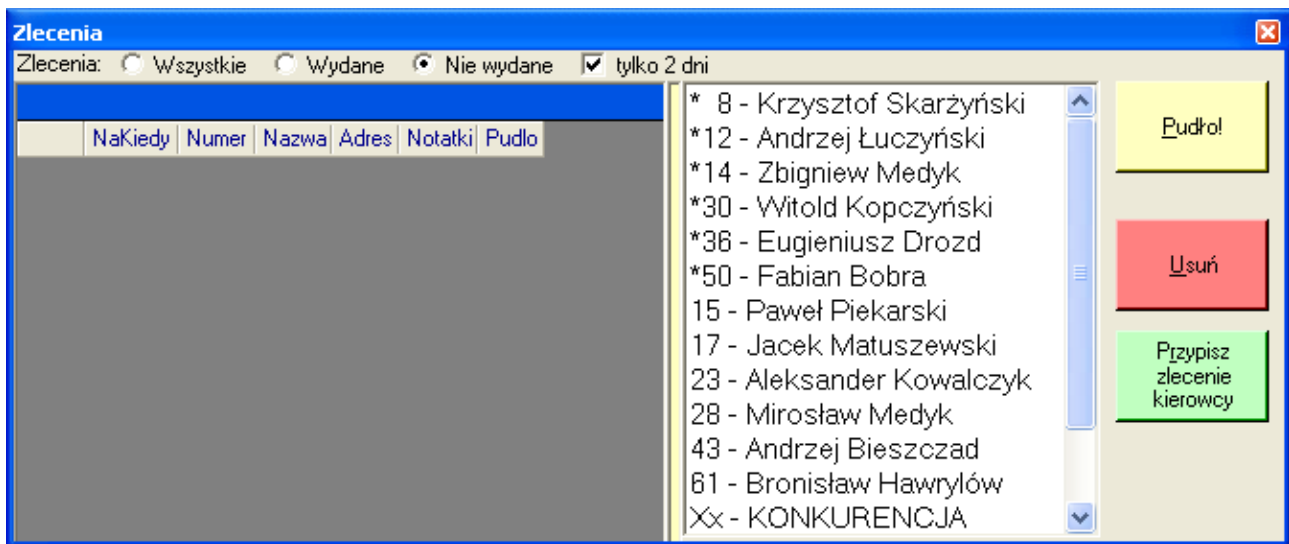 Zlecenia
Zlecenia: Wszystkie Wydane Nie wydane tylko 2 dni
NaKiedy Numer Nazwa Adres Notatki Pudlo
* 8 - Krzysztof Skarżyński
*12 - Andrzej Łuczyński
*14 - Zbigniew Medyk
*30 - Witold Kopczyński
*36 - Eugieniusz Drozd
*50 - Fabian Bobra
15 - Paweł Piekarski
17 - Jacek Matuszewski
23 - Aleksander Kowalczyk
28 - Mirosław Medyk
43 - Andrzej Bieszczad
61 - Bronisław Hawrylów
Xx - KONKURENCJA
Pudło!
Usuń
Przypisz
zlecenie
kierowcy